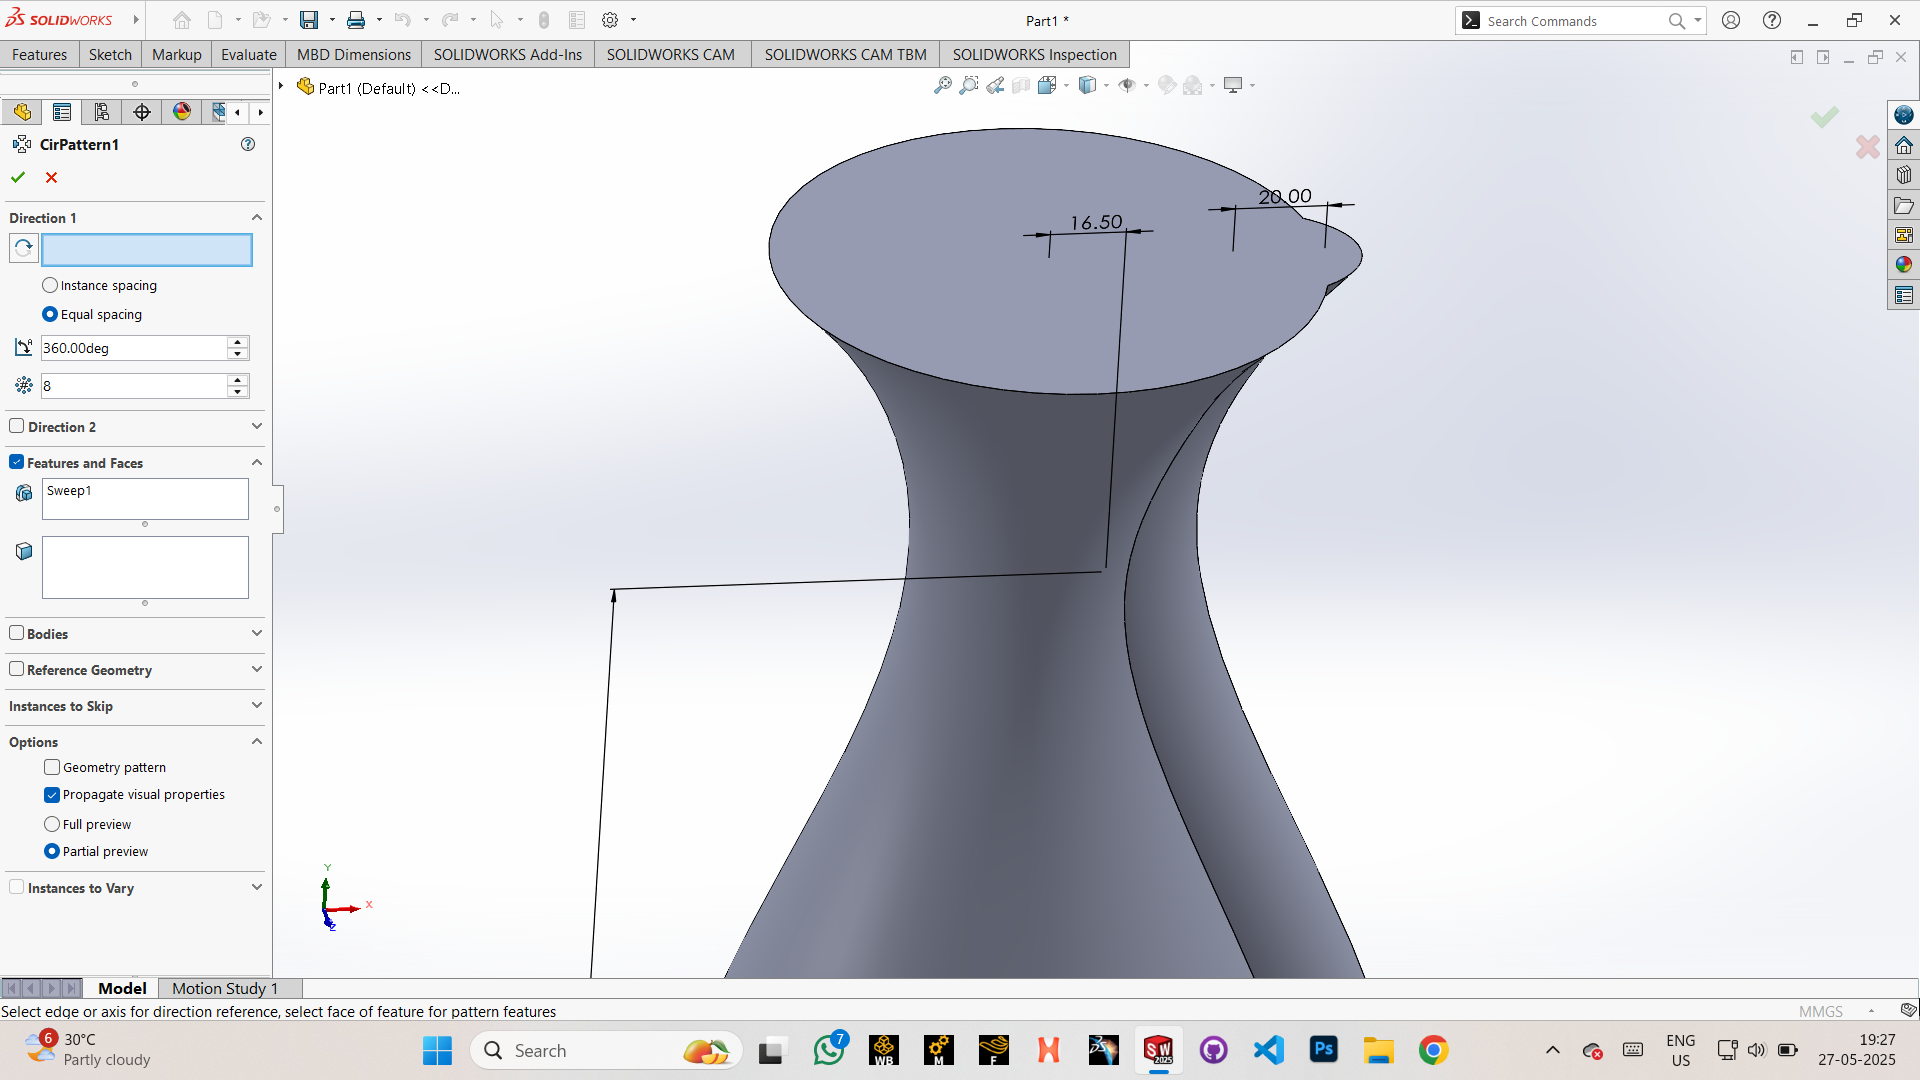 SOLIDWORKS
Part1 *
Search Commands
Features
Sketch
Markup
Evaluate
MBD Dimensions
SOLIDWORKS Add-Ins
SOLIDWORKS CAM
SOLIDWORKS CAM TBM
SOLIDWORKS Inspection
Part1 (Default) <<D...
CirPattern1
Direction 1
Instance spacing
Equal spacing
360.00deg
8
Direction 2
Features and Faces
Sweep1
Bodies
Reference Geometry
Instances to Skip
Options
Geometry pattern
Propagate visual properties
Full preview
Partial preview
Instances to Vary
16.50
20.00
Y
X
Z
Model
Motion Study 1
Select edge or axis for direction reference, select face of feature for pattern features
MMGS
6
30°C
Partly cloudy
Search
7
WB
M
F
SW
2025
Ps
ENG
US
19:27
27-05-2025